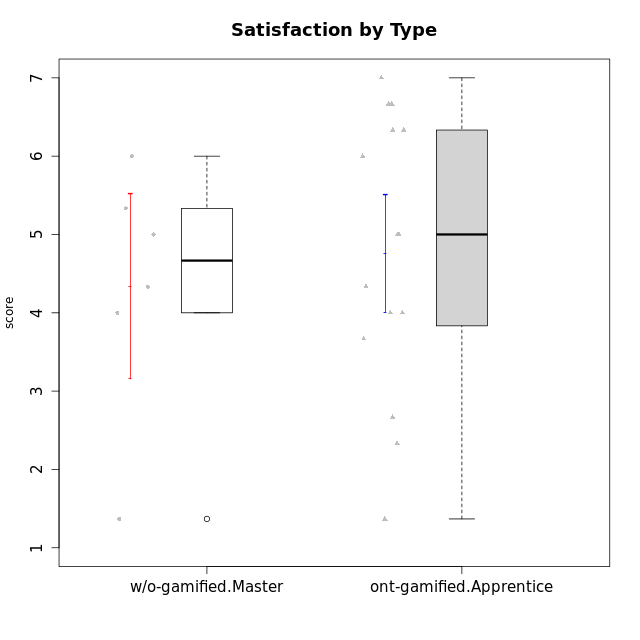 Satisfaction by Type
score
7
6
5
4
3
2
1
w/o-gamified.Master
ont-gamified.Apprentice